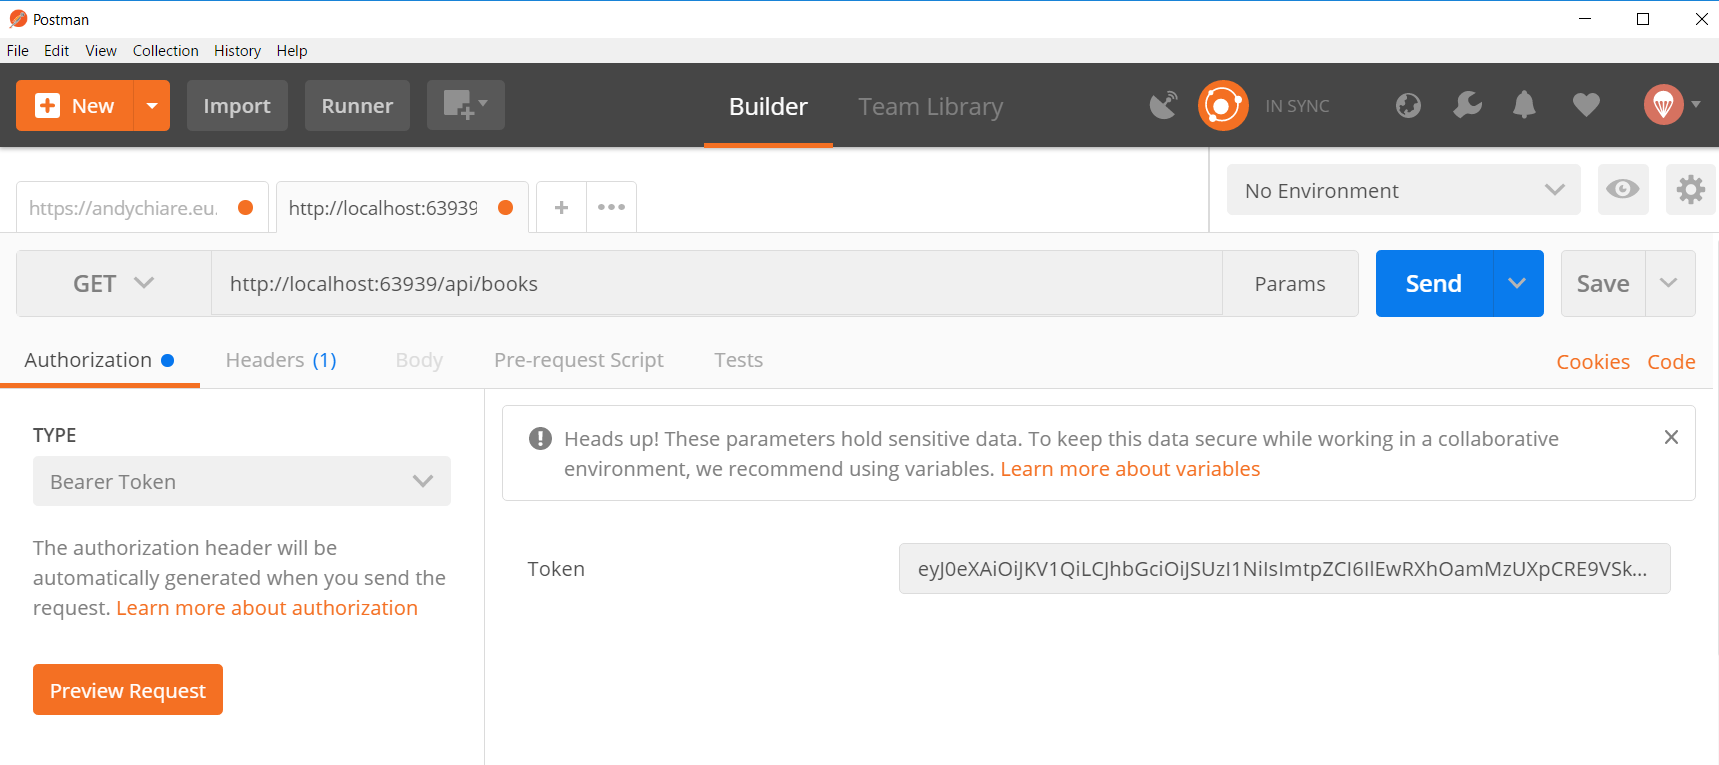 Postman
File Edit View Collection History Help
New Import Runner Builder Team Library IN SYNC
https://andychiare.eu. http://localhost:63939 + ••• No Environment
GET http://localhost:63939/api/books Params Send Save
Authorization Headers (1) Body Pre-request Script Tests Cookies Code
TYPE
Bearer Token
The authorization header will be
automatically generated when you send the
request. Learn more about authorization
Preview Request
Heads up! These parameters hold sensitive data. To keep this data secure while working in a collaborative
environment, we recommend using variables. Learn more about variables
Token eyJ0eXAiOiJKV1QiLCJhbGciOiJSUzI1NiIsImtpZCI6IlEwRXhOamMzUXpCRE9VSk...